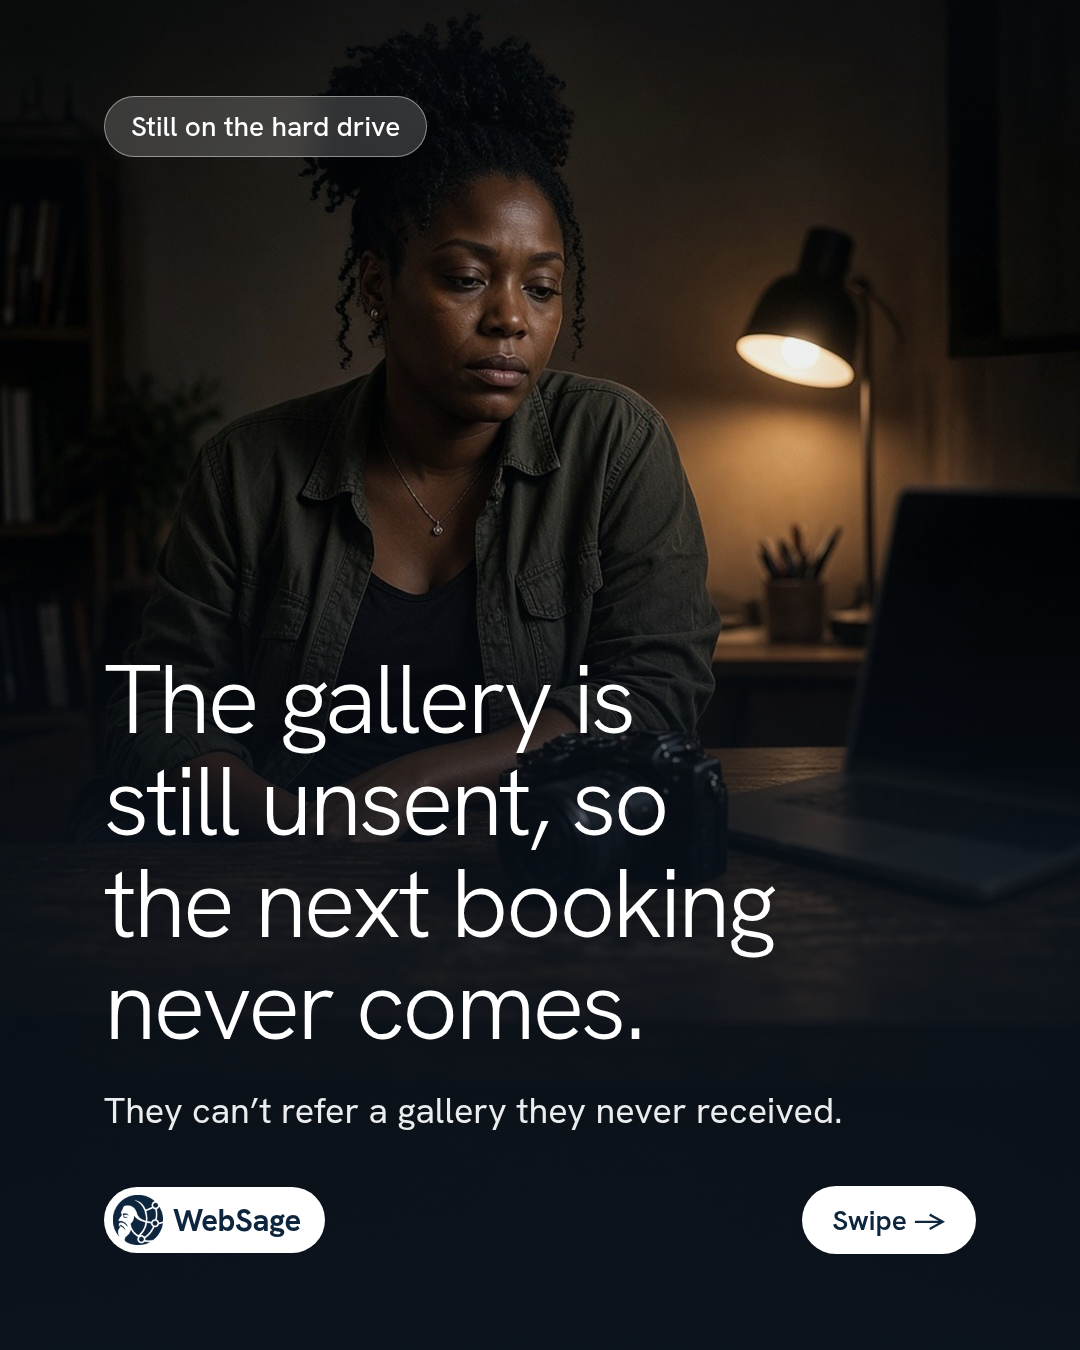 Still on the hard drive
The gallery is
still unsent, so
the next booking
never comes.
They can’t refer a gallery they never received.
WebSage
Swipe →